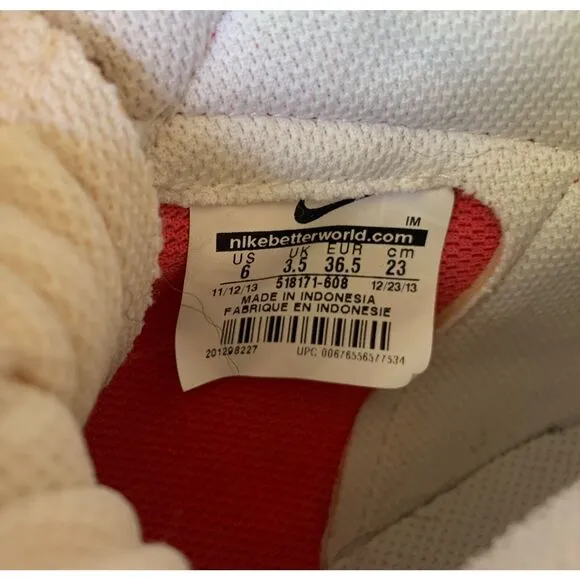 IM
nikebetterworld.com
US UK EUR cm
6 3.5 36.5 23
518171-608
11/12/13 12/23/13
MADE IN INDONESIA
FABRIQUE EN INDONESIE
201298227 UPC 00676556577534